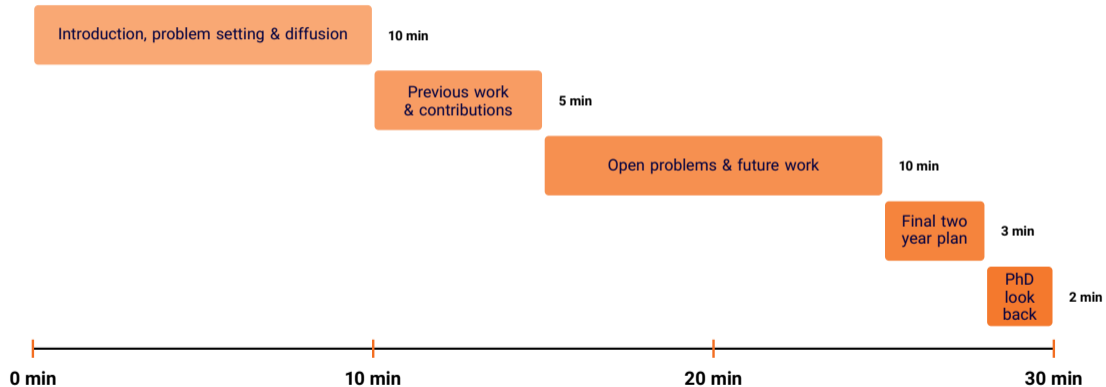 Introduction, problem setting & diffusion
10 min
Previous work
& contributions
5 min
Open problems & future work
10 min
Final two
year plan
3 min
PhD
look
back
2 min
0 min
10 min
20 min
30 min